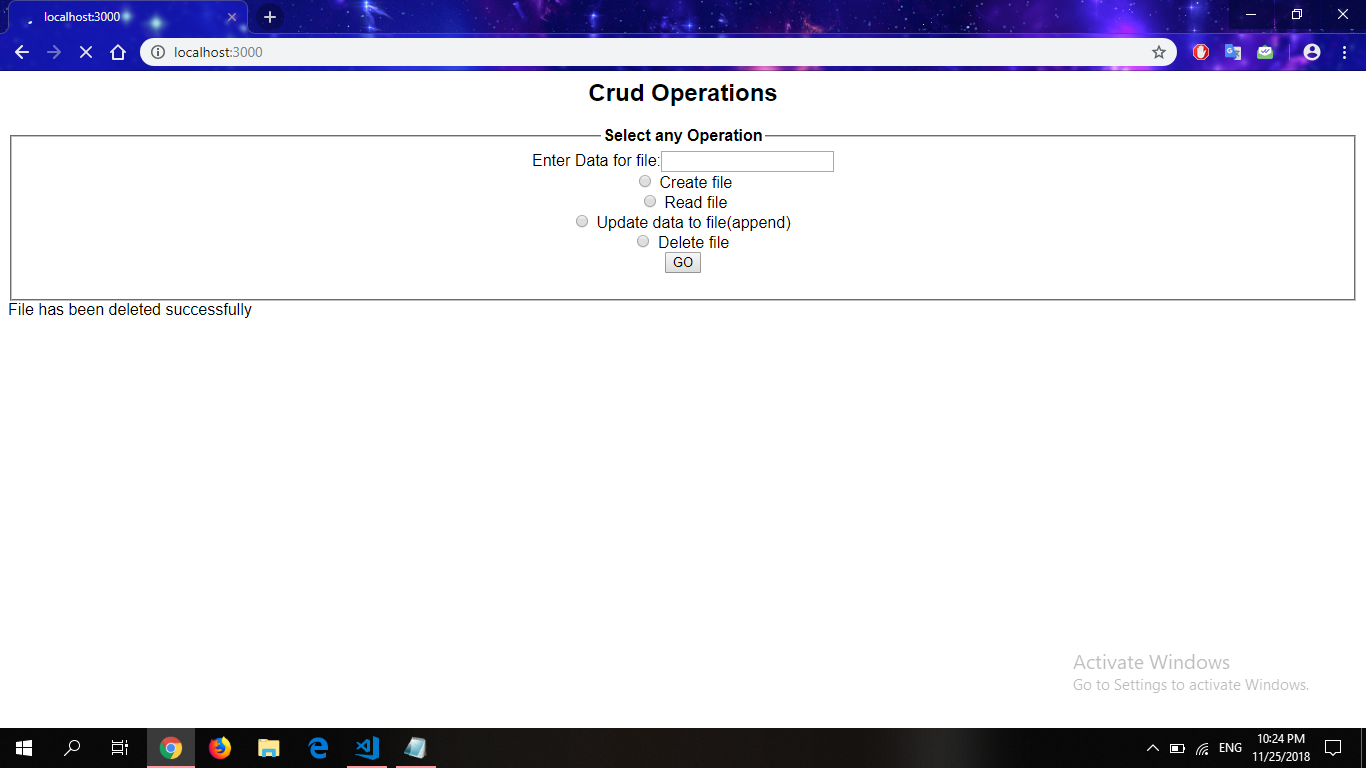 localhost:3000
localhost:3000
Crud Operations
Select any Operation
Enter Data for file:
Create file
Read file
Update data to file(append)
Delete file
GO
File has been deleted successfully
Activate Windows
Go to Settings to activate Windows.
ENG
10:24 PM
11/25/2018